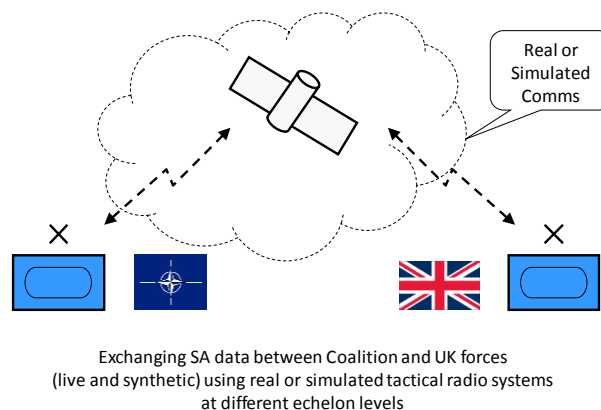 Real or
Simulated
Comms
Exchanging SA data between Coalition and UK forces
(live and synthetic) using real or simulated tactical radio systems
at different echelon levels